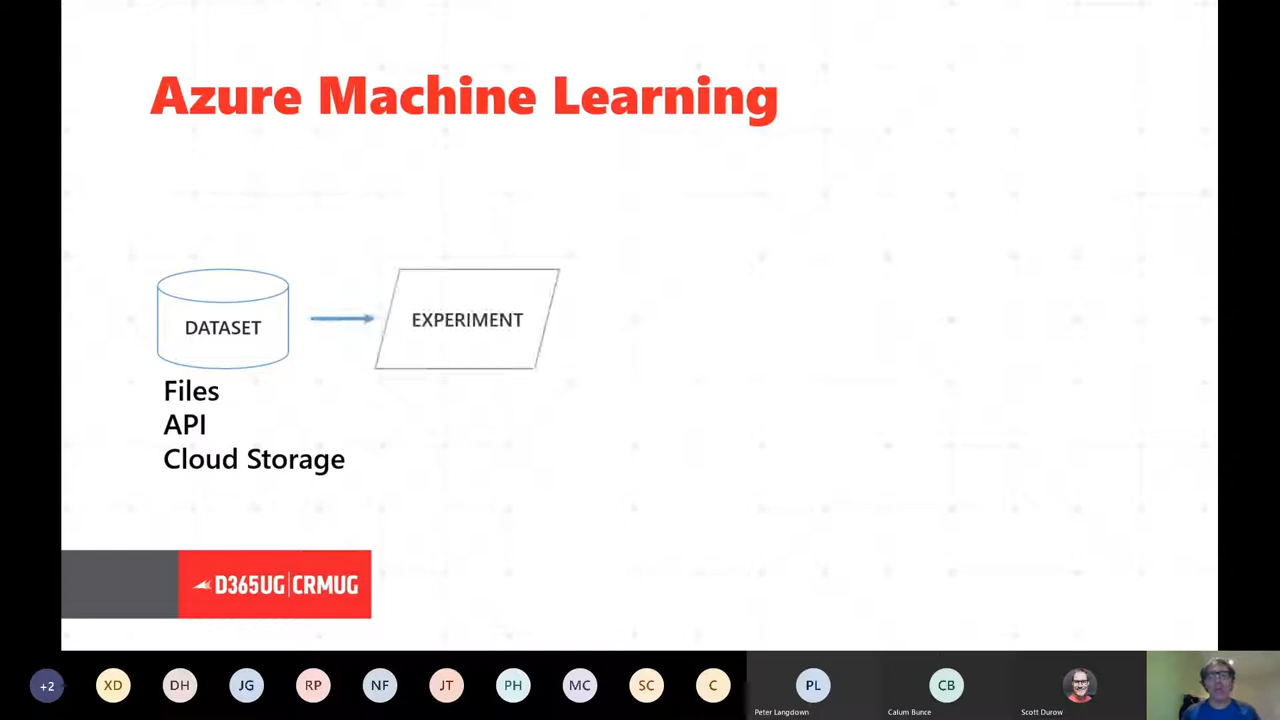 Azure Machine Learning
DATASET
EXPERIMENT
Files
API
Cloud Storage
D365UG|CRMUG
+2
XD
DH
JG
RP
NF
JT
PH
MC
SC
C
PL
CB
Peter Langdown
Calum Bunce
Scott Durow